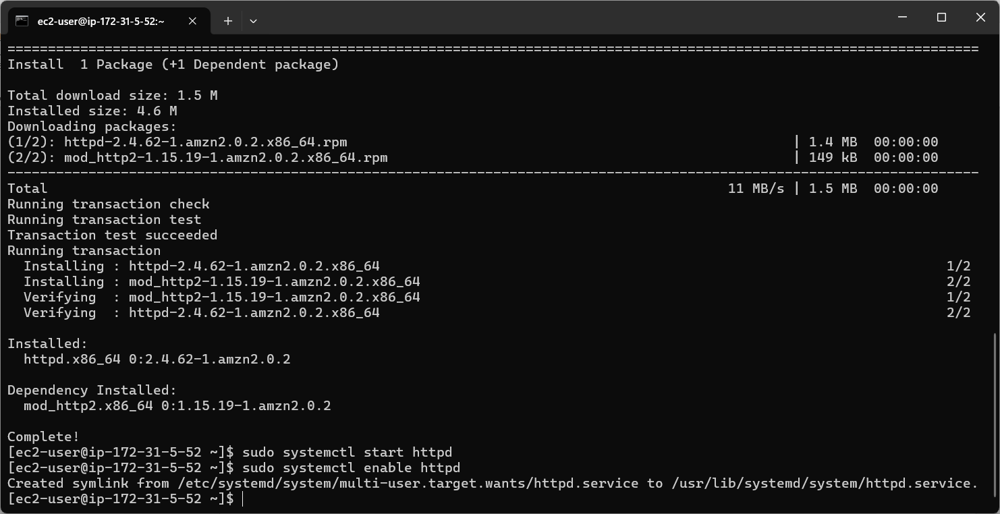 ec2-user@ip-172-31-5-52:~
========================================================================================================================
Install  1 Package (+1 Dependent package)
Total download size: 1.5 M
Installed size: 4.6 M
Downloading packages:
(1/2): httpd-2.4.62-1.amzn2.0.2.x86_64.rpm                                                       | 1.4 MB  00:00:00
(2/2): mod_http2-1.15.19-1.amzn2.0.2.x86_64.rpm                                                  | 149 kB  00:00:00
------------------------------------------------------------------------------------------------------------------------
Total                                                                                    11 MB/s | 1.5 MB  00:00:00
Running transaction check
Running transaction test
Transaction test succeeded
Running transaction
  Installing : httpd-2.4.62-1.amzn2.0.2.x86_64                                                                      1/2
  Installing : mod_http2-1.15.19-1.amzn2.0.2.x86_64                                                                 2/2
  Verifying  : mod_http2-1.15.19-1.amzn2.0.2.x86_64                                                                 1/2
  Verifying  : httpd-2.4.62-1.amzn2.0.2.x86_64                                                                      2/2
Installed:
  httpd.x86_64 0:2.4.62-1.amzn2.0.2
Dependency Installed:
  mod_http2.x86_64 0:1.15.19-1.amzn2.0.2
Complete!
[ec2-user@ip-172-31-5-52 ~]$ sudo systemctl start httpd
[ec2-user@ip-172-31-5-52 ~]$ sudo systemctl enable httpd
Created symlink from /etc/systemd/system/multi-user.target.wants/httpd.service to /usr/lib/systemd/system/httpd.service.
[ec2-user@ip-172-31-5-52 ~]$